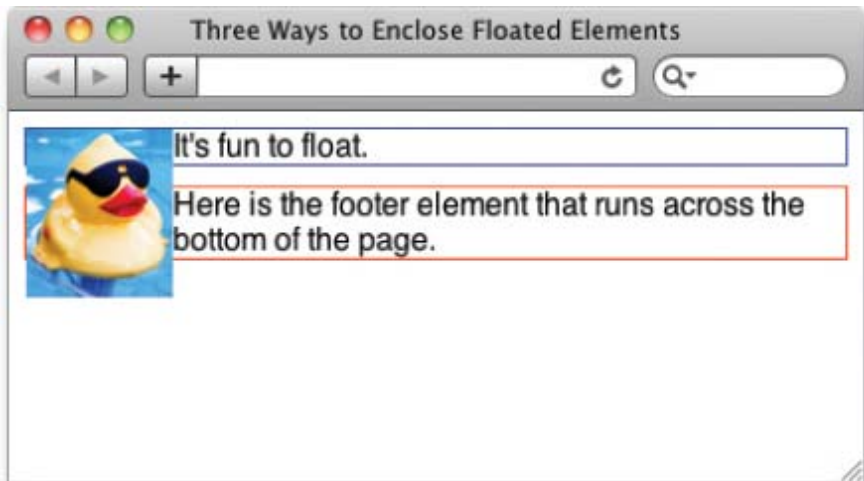 Three Ways to Enclose Floated Elements
It's fun to float.
Here is the footer element that runs across the
bottom of the page.